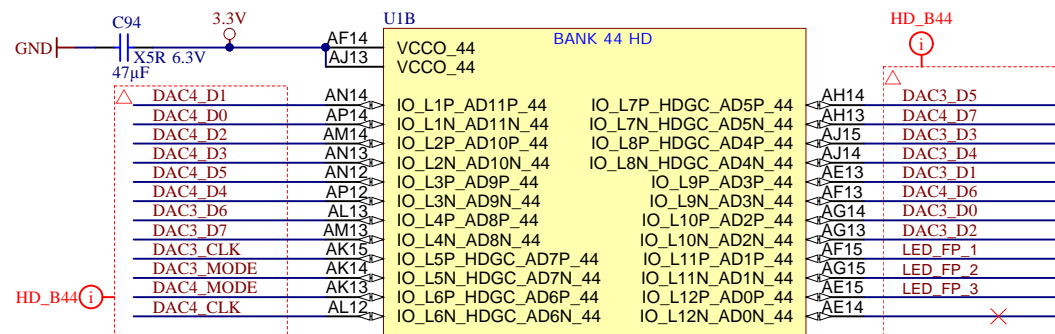 C94
3.3V
U1B
HD_B44
GND
X5R 6.3V
47µF
AF14
AJ13
VCCO_44
VCCO_44
BANK 44 HD
i
DAC4_D1 AN14 IO_L1P_AD11P_44 IO_L7P_HDGC_AD5P_44 AH14 DAC3_D5
DAC4_D0 AP14 IO_L1N_AD11N_44 IO_L7N_HDGC_AD5N_44 AH13 DAC4_D7
DAC4_D2 AM14 IO_L2P_AD10P_44 IO_L8P_HDGC_AD4P_44 AJ15 DAC3_D3
DAC4_D3 AN13 IO_L2N_AD10N_44 IO_L8N_HDGC_AD4N_44 AJ14 DAC3_D4
DAC4_D5 AN12 IO_L3P_AD9P_44 IO_L9P_AD3P_44 AE13 DAC3_D1
DAC4_D4 AP12 IO_L3N_AD9N_44 IO_L9N_AD3N_44 AF13 DAC4_D6
DAC3_D6 AL13 IO_L4P_AD8P_44 IO_L10P_AD2P_44 AG14 DAC3_D0
DAC3_D7 AM13 IO_L4N_AD8N_44 IO_L10N_AD2N_44 AG13 DAC3_D2
DAC3_CLK AK15 IO_L5P_HDGC_AD7P_44 IO_L11P_AD1P_44 AF15 LED_FP_1
DAC3_MODE AK14 IO_L5N_HDGC_AD7N_44 IO_L11N_AD1N_44 AG15 LED_FP_2
DAC4_MODE AK13 IO_L6P_HDGC_AD6P_44 IO_L12P_AD0P_44 AE15 LED_FP_3
DAC4_CLK AL12 IO_L6N_HDGC_AD6N_44 IO_L12N_AD0N_44 AE14
HD_B44 i